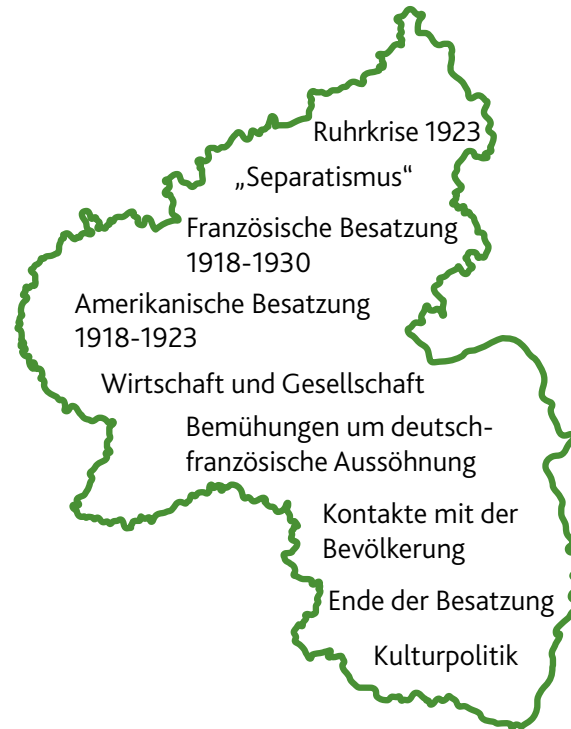 Ruhrkrise 1923
„Separatismus“
Französische Besatzung
1918-1930
Amerikanische Besatzung
1918-1923
Wirtschaft und Gesellschaft
Bemühungen um deutsch-
französische Aussöhnung
Kontakte mit der
Bevölkerung
Ende der Besatzung
Kulturpolitik